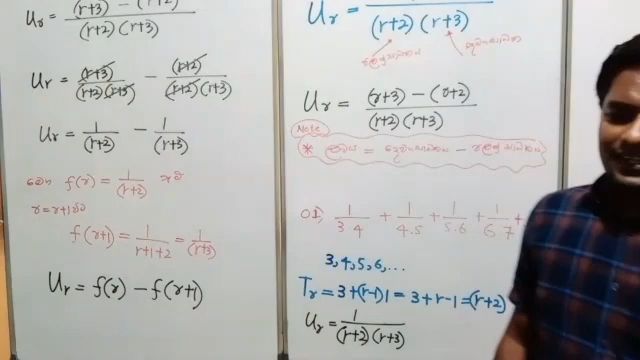 Uᵣ = (r+3) - (r+2) / (r+2)(r+3)
Uᵣ = (r+3) / (r+2)(r+3) - (r+2) / (r+2)(r+3)
Uᵣ = 1/(r+2) - 1/(r+3)
f(r) = 1/(r+2)
r = r+1
f(r+1) = 1/(r+1+2) = 1/(r+3)
Uᵣ = f(r) - f(r+1)
Uᵣ = / (r+2)(r+3)
Uᵣ = (r+3) - (r+2) / (r+2)(r+3)
Note
* = -
01) 1/3.4 + 1/4.5 + 1/5.6 + 1/6.7 +
3,4,5,6,...
Tᵣ = 3+(r-1)1 = 3+r-1 = (r+2)
Uᵣ = 1/(r+2)(r+3)